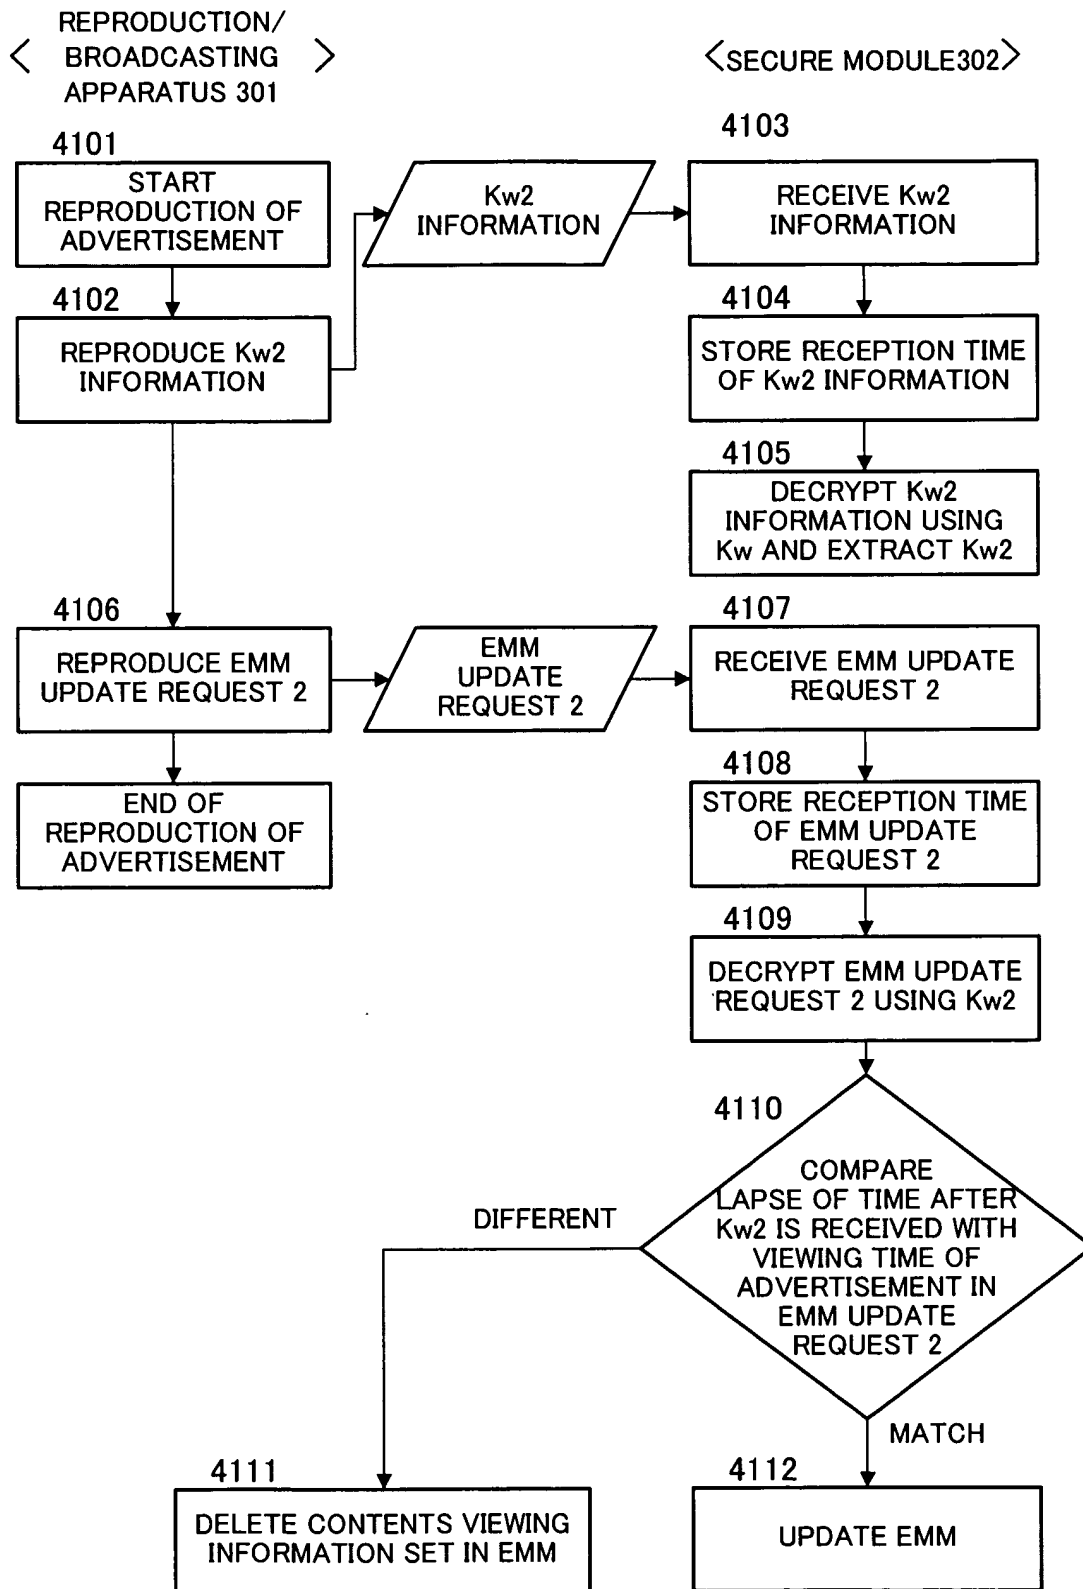 REPRODUCTION/
BROADCASTING
APPARATUS 301
<SECURE MODULE302>
4101
START
REPRODUCTION OF
ADVERTISEMENT
Kw2
INFORMATION
4103
RECEIVE Kw2
INFORMATION
4102
REPRODUCE Kw2
INFORMATION
4104
STORE RECEPTION TIME
OF Kw2 INFORMATION
4105
DECRYPT Kw2
INFORMATION USING
Kw AND EXTRACT Kw2
4106
REPRODUCE EMM
UPDATE REQUEST 2
EMM
UPDATE
REQUEST 2
4107
RECEIVE EMM UPDATE
REQUEST 2
END OF
REPRODUCTION OF
ADVERTISEMENT
4108
STORE RECEPTION TIME
OF EMM UPDATE
REQUEST 2
4109
DECRYPT EMM UPDATE
REQUEST 2 USING Kw2
4110
COMPARE
LAPSE OF TIME AFTER
Kw2 IS RECEIVED WITH
VIEWING TIME OF
ADVERTISEMENT IN
EMM UPDATE
REQUEST 2
DIFFERENT
MATCH
4111
DELETE CONTENTS VIEWING
INFORMATION SET IN EMM
4112
UPDATE EMM